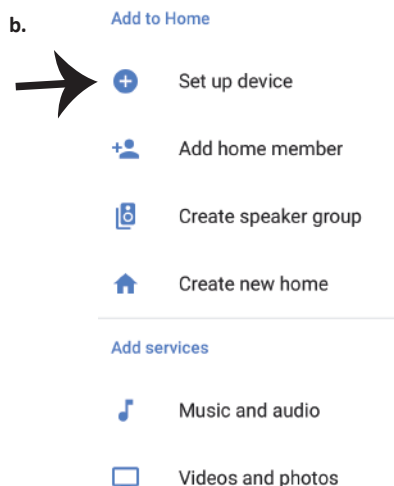 Add to Home
b.
Set up device
Add home member
Create speaker group
Create new home
Add services
Music and audio
Videos and photos